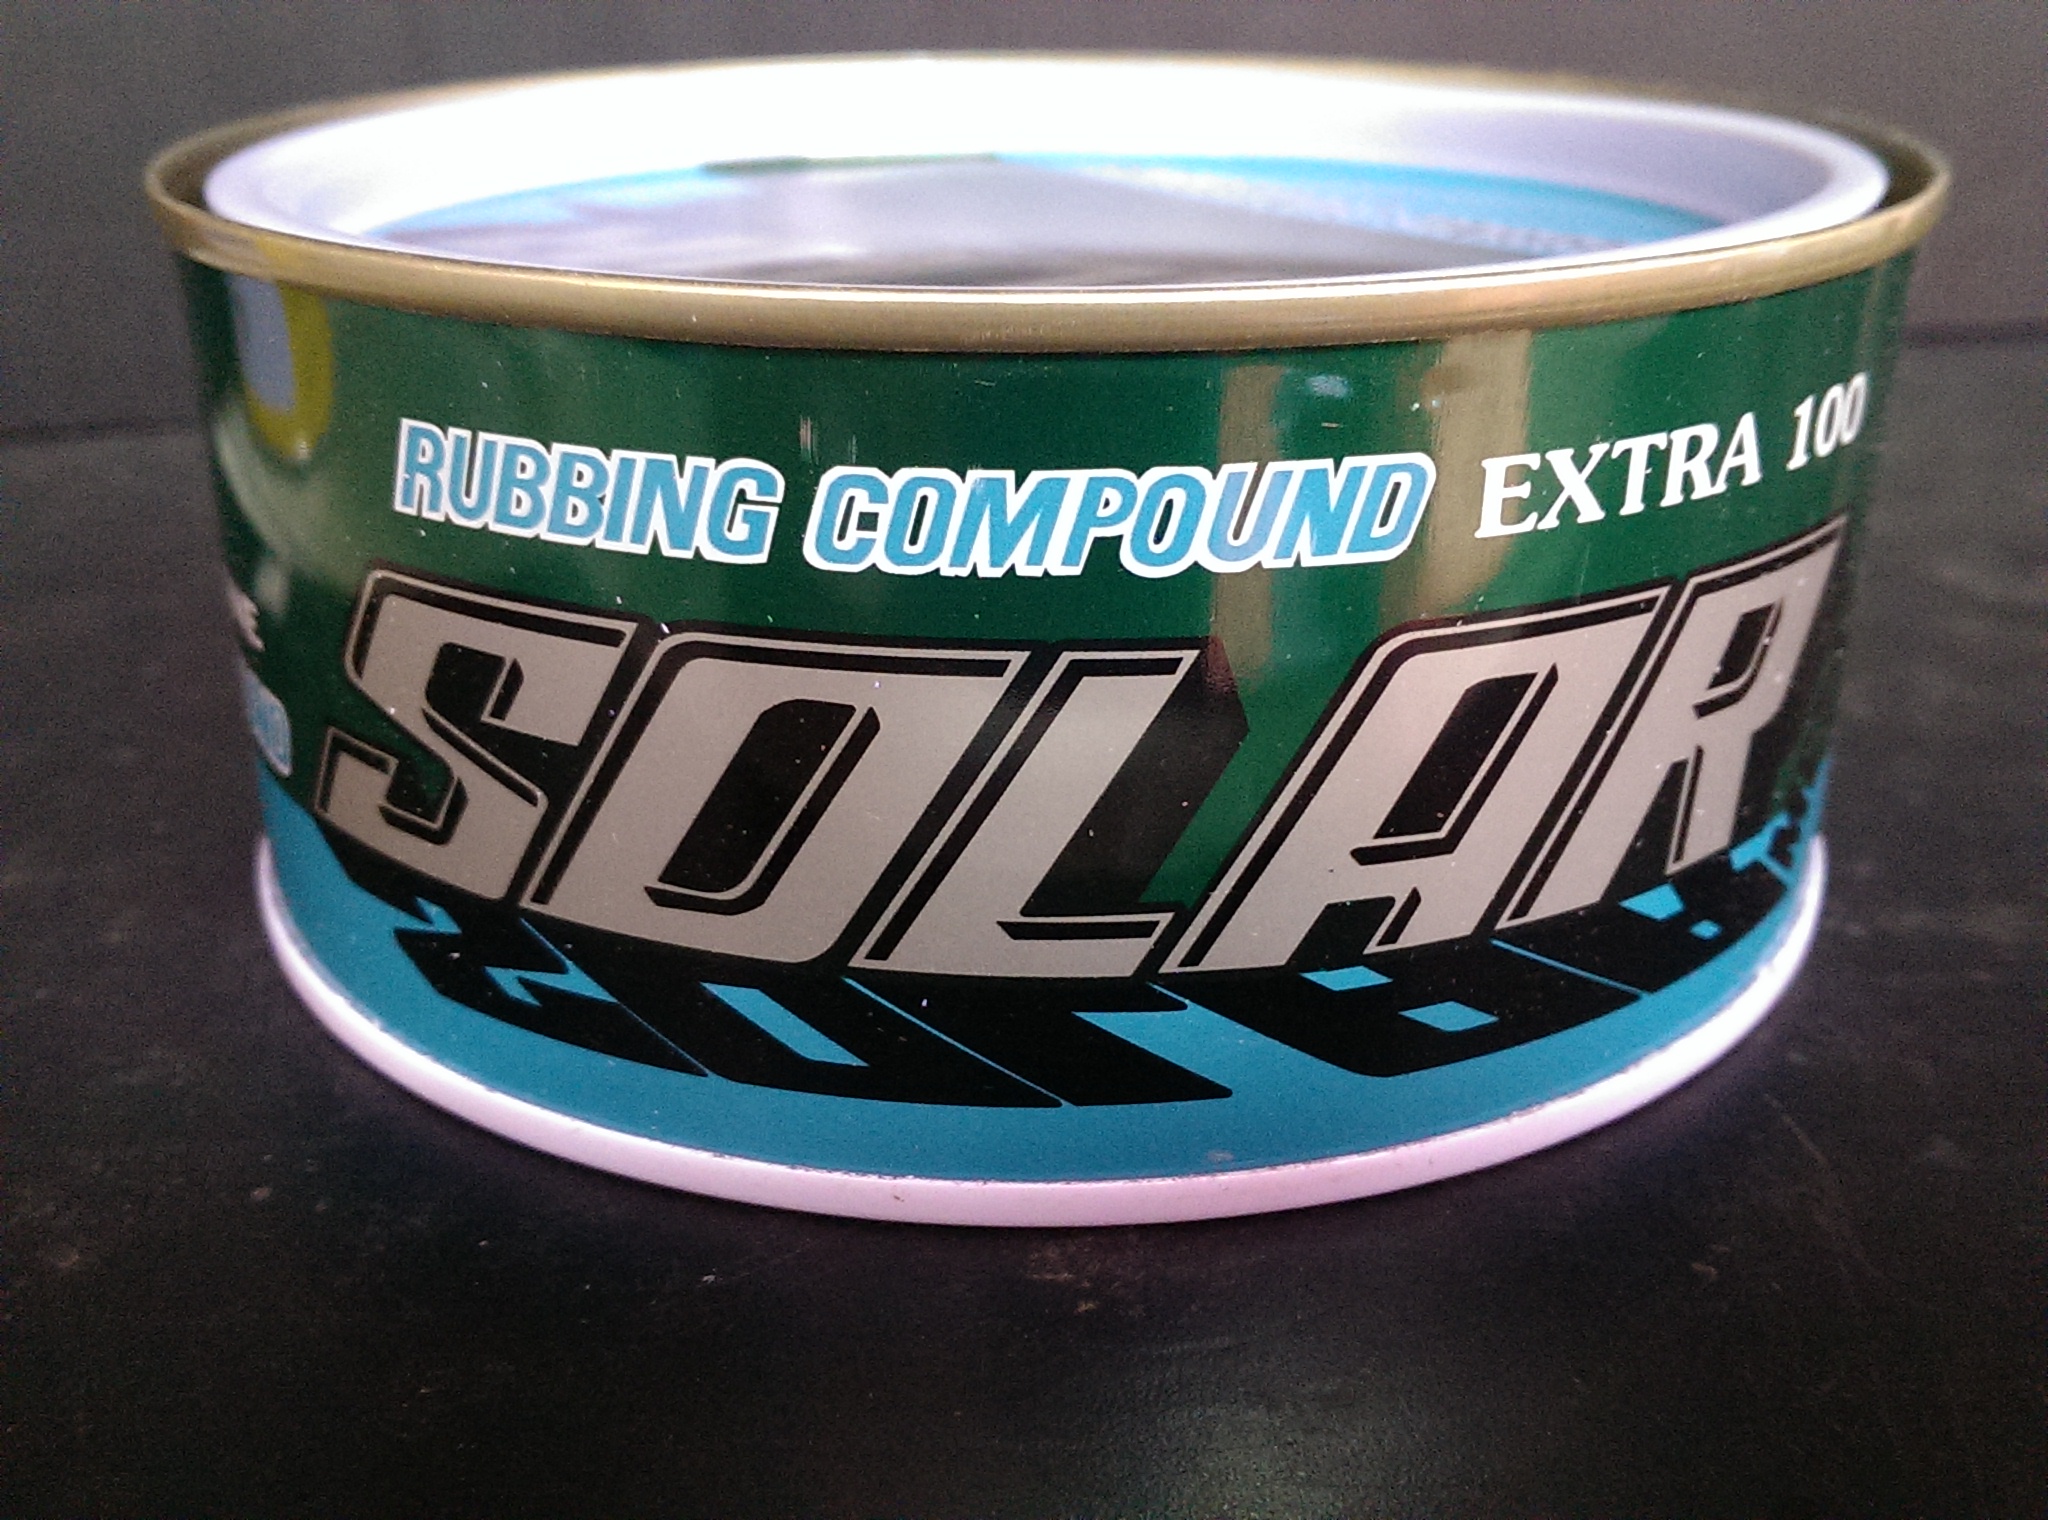 RUBBING COMPOUND EXTRA 100
SOLAR